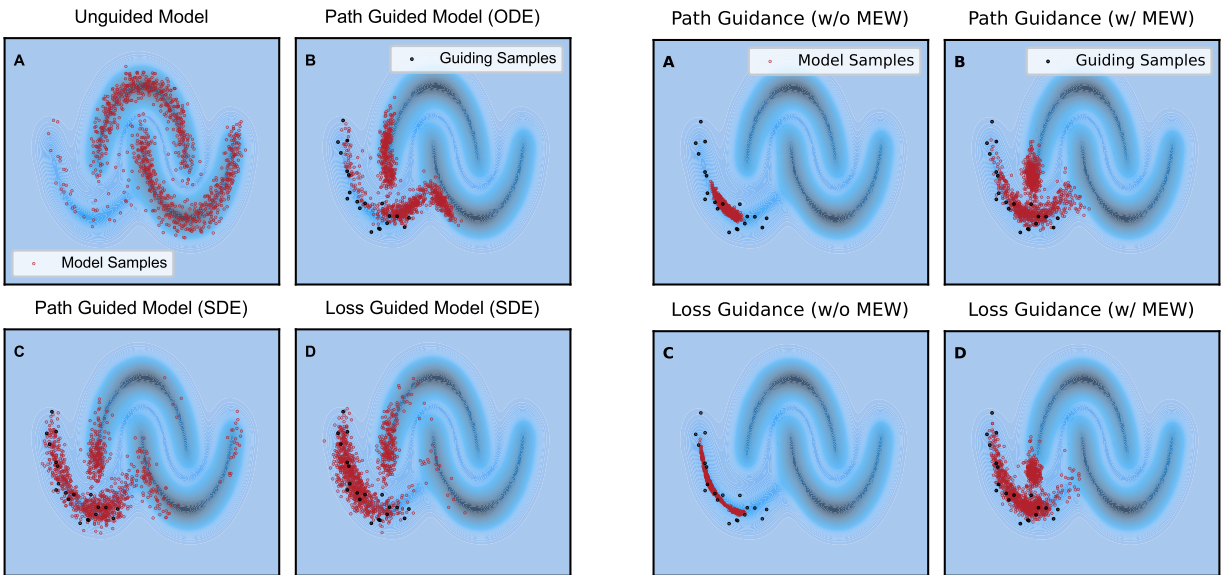 Unguided Model
A
Model Samples
Path Guided Model (ODE)
B
Guiding Samples
Path Guided Model (SDE)
C
Loss Guided Model (SDE)
D
Path Guidance (w/o MEW)
A
Model Samples
Path Guidance (w/ MEW)
B
Guiding Samples
Loss Guidance (w/o MEW)
C
Loss Guidance (w/ MEW)
D